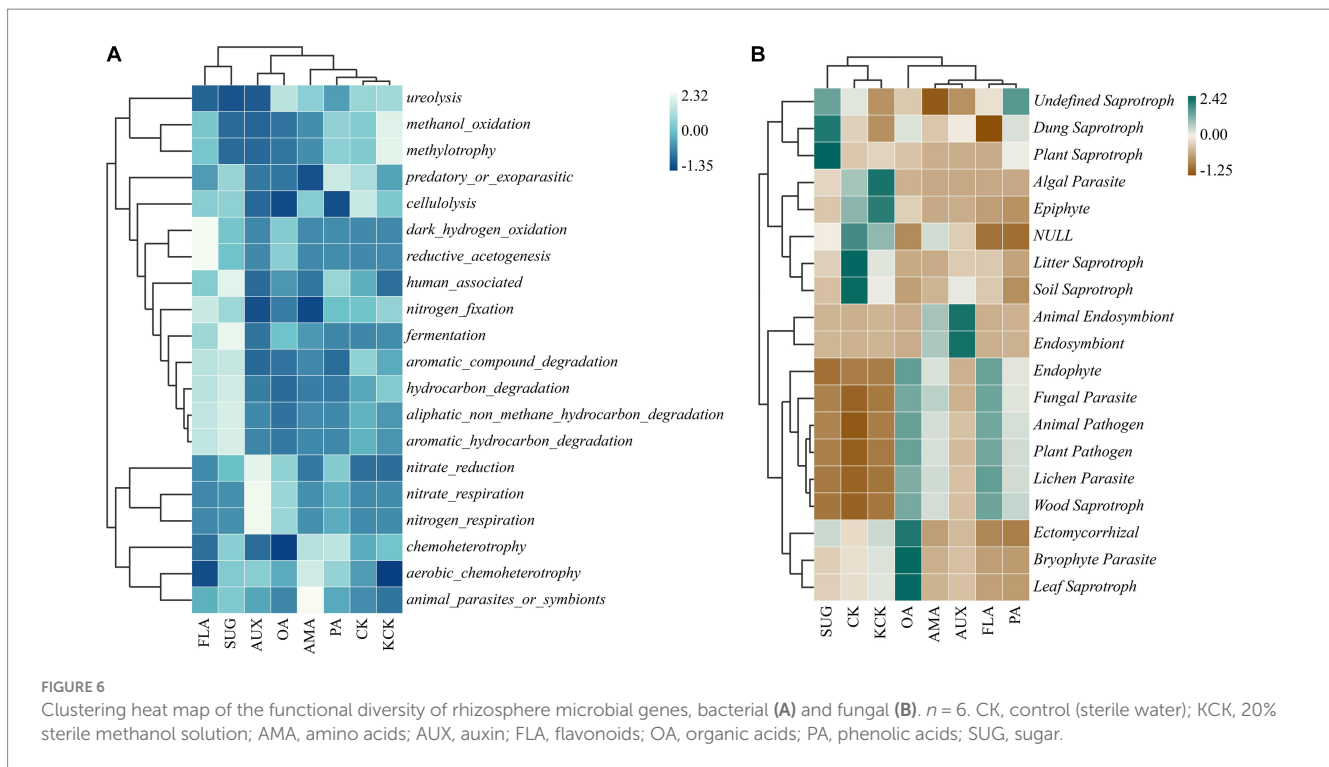 A
2.32
0.00
-1.35
ureolysis
methanol_oxidation
methylotrophy
predatory_or_exoparasitic
cellulolysis
dark_hydrogen_oxidation
reductive_acetogenesis
human_associated
nitrogen_fixation
fermentation
aromatic_compound_degradation
hydrocarbon_degradation
aliphatic_non_methane_hydrocarbon_degradation
aromatic_hydrocarbon_degradation
nitrate_reduction
nitrate_respiration
nitrogen_respiration
chemoheterotrophy
aerobic_chemoheterotrophy
animal_parasites_or_symbionts
FLA
SUG
AUX
OA
AMA
PA
CK
KCK
B
2.42
0.00
-1.25
Undefined Saprotroph
Dung Saprotroph
Plant Saprotroph
Algal Parasite
Epiphyte
NULL
Litter Saprotroph
Soil Saprotroph
Animal Endosymbiont
Endosymbiont
Endophyte
Fungal Parasite
Animal Pathogen
Plant Pathogen
Lichen Parasite
Wood Saprotroph
Ectomycorrhizal
Bryophyte Parasite
Leaf Saprotroph
SUG
CK
KCK
OA
AMA
AUX
FLA
PA
FIGURE 6
Clustering heat map of the functional diversity of rhizosphere microbial genes, bacterial (A) and fungal (B). n = 6. CK, control (sterile water); KCK, 20%
sterile methanol solution; AMA, amino acids; AUX, auxin; FLA, flavonoids; OA, organic acids; PA, phenolic acids; SUG, sugar.